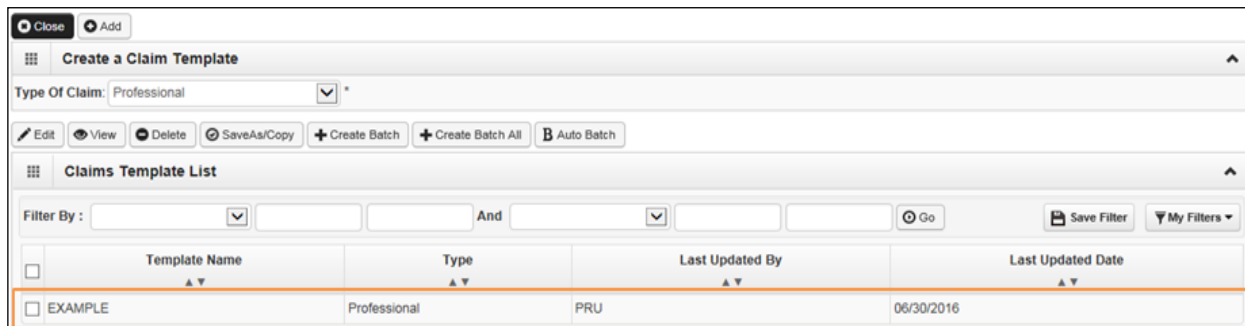 Close Add
Create a Claim Template
Type Of Claim: Professional *
Edit View Delete SaveAs/Copy Create Batch Create Batch All B Auto Batch
Claims Template List
Filter By : And Go Save Filter My Filters
Template Name Type Last Updated By Last Updated Date
EXAMPLE Professional PRU 06/30/2016